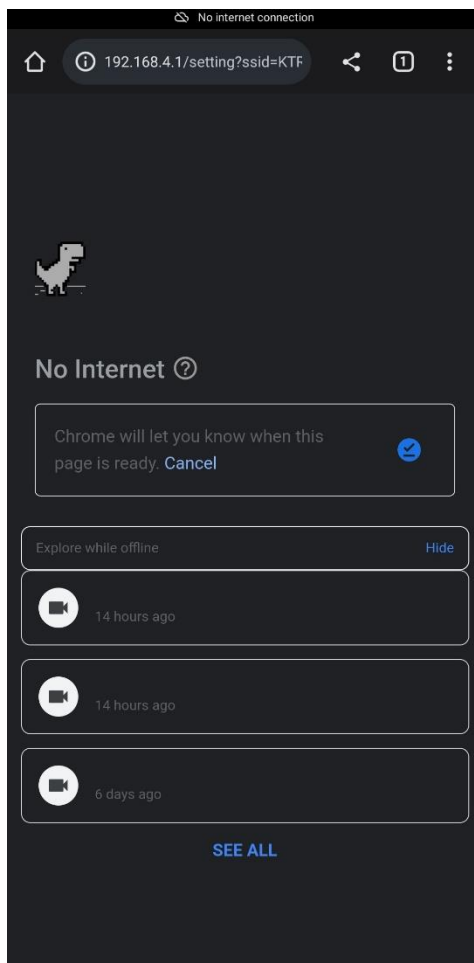 No internet connection
192.168.4.1/setting?ssid=KTF
1
No Internet
Chrome will let you know when this
page is ready. Cancel
Explore while offline
Hide
14 hours ago
14 hours ago
6 days ago
SEE ALL